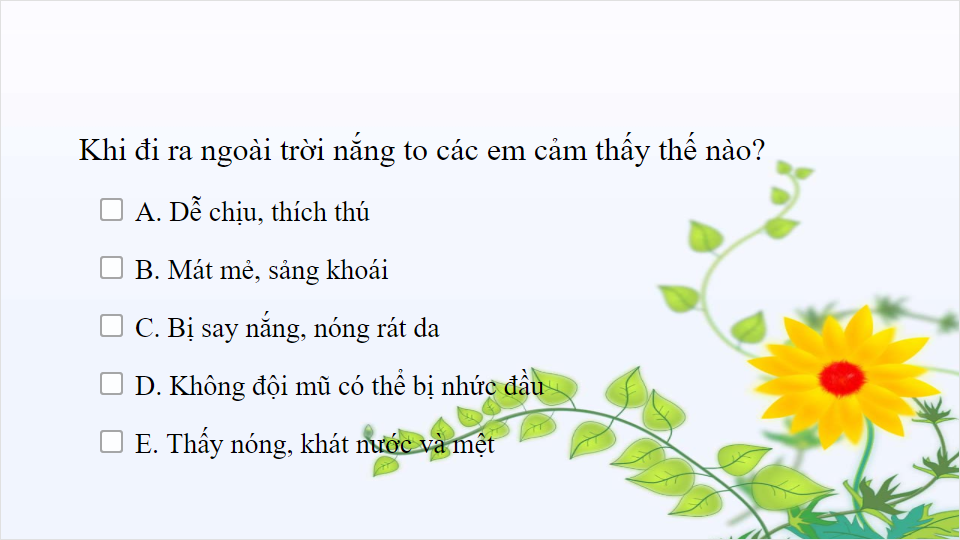 Khi đi ra ngoài trời nắng to các em cảm thấy thế nào?
A. Dễ chịu, thích thú
B. Mát mẻ, sảng khoái
C. Bị say nắng, nóng rát da
D. Không đội mũ có thể bị nhức đầu
E. Thấy nóng, khát nước và mệt